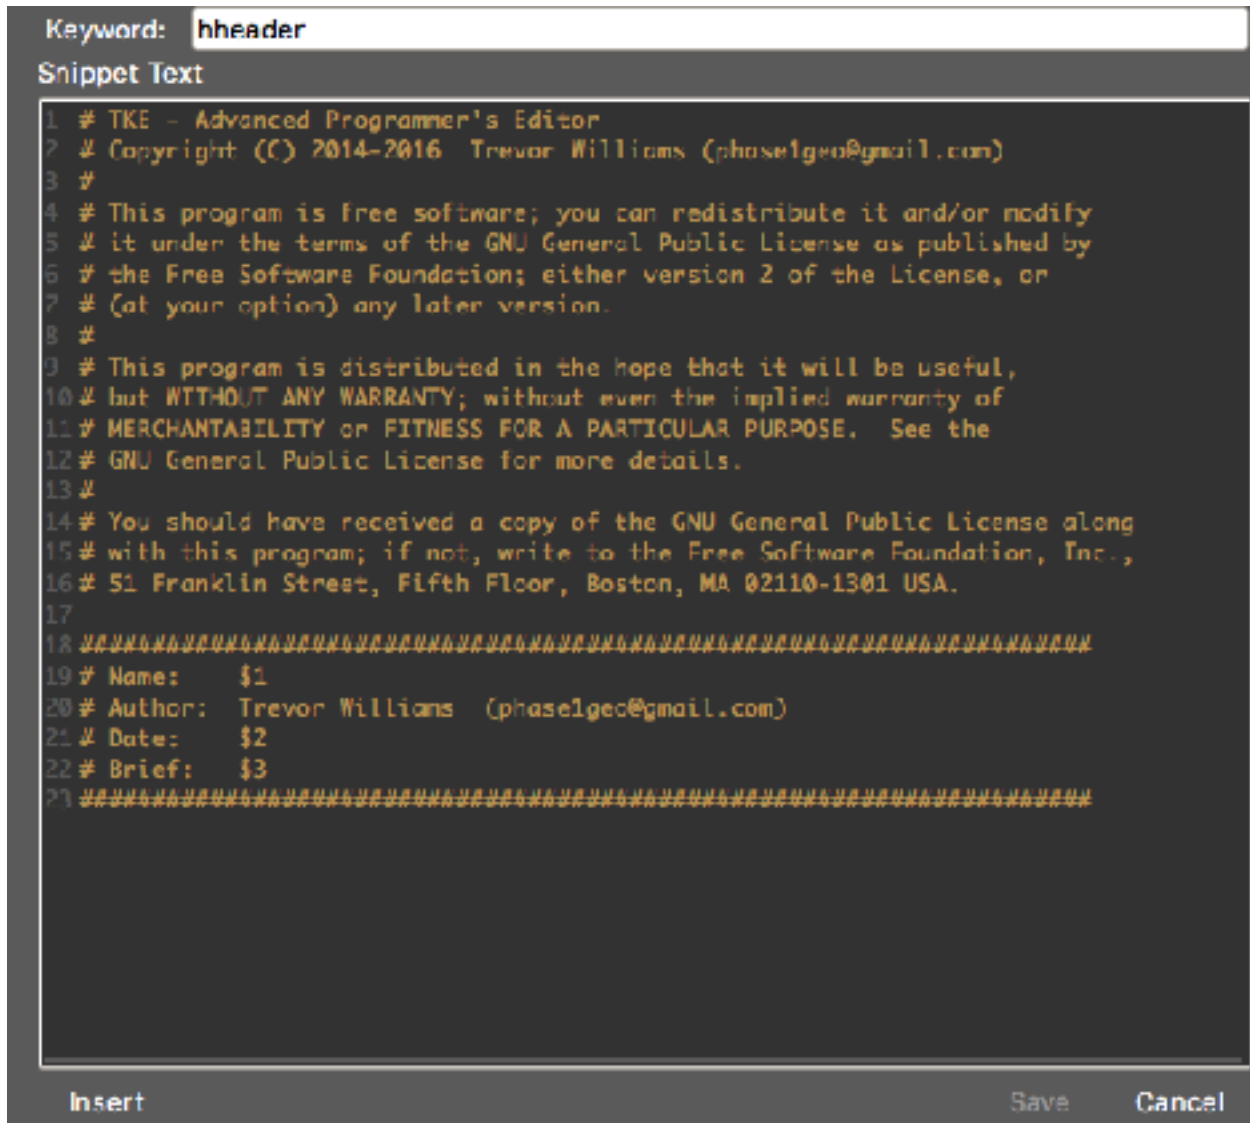 Keyword: hheader
Snippet Text
1 # TKE - Advanced Programmer's Editor
2 # Copyright (C) 2014-2016  Trevor Williams (phase1geo@gmail.com)
3 #
4 # This program is free software; you can redistribute it and/or modify
5 # it under the terms of the GNU General Public License as published by
6 # the Free Software Foundation; either version 2 of the License, or
7 # (at your option) any later version.
8 #
9 # This program is distributed in the hope that it will be useful,
10 # but WITHOUT ANY WARRANTY; without even the implied warranty of
11 # MERCHANTABILITY or FITNESS FOR A PARTICULAR PURPOSE.  See the
12 # GNU General Public License for more details.
13 #
14 # You should have received a copy of the GNU General Public License along
15 # with this program; if not, write to the Free Software Foundation, Inc.,
16 # 51 Franklin Street, Fifth Floor, Boston, MA 02110-1301 USA.
17
18 ######################################################################
19 # Name:    $1
20 # Author:  Trevor Williams  (phase1geo@gmail.com)
21 # Date:    $2
22 # Brief:   $3
23 ######################################################################
Insert Save Cancel